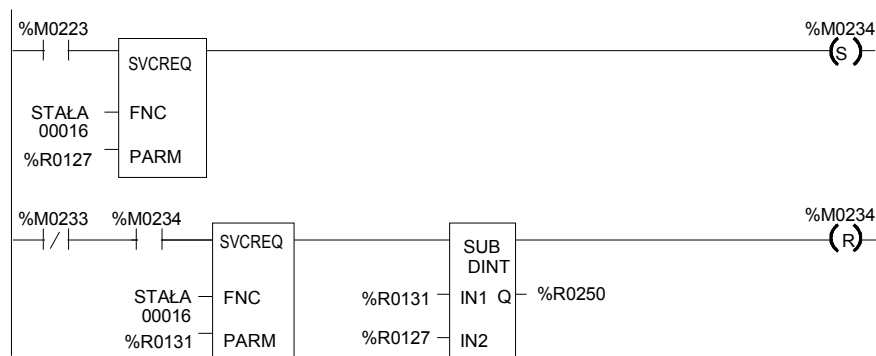 %M0223 %M0234
SVCREQ (S)
STAŁA FNC
00016
%R0127 PARM
%M0233 %M0234 %M0234
SVCREQ SUB (R)
DINT
STAŁA FNC %R0131 IN1 Q %R0250
00016
%R0131 PARM %R0127 IN2